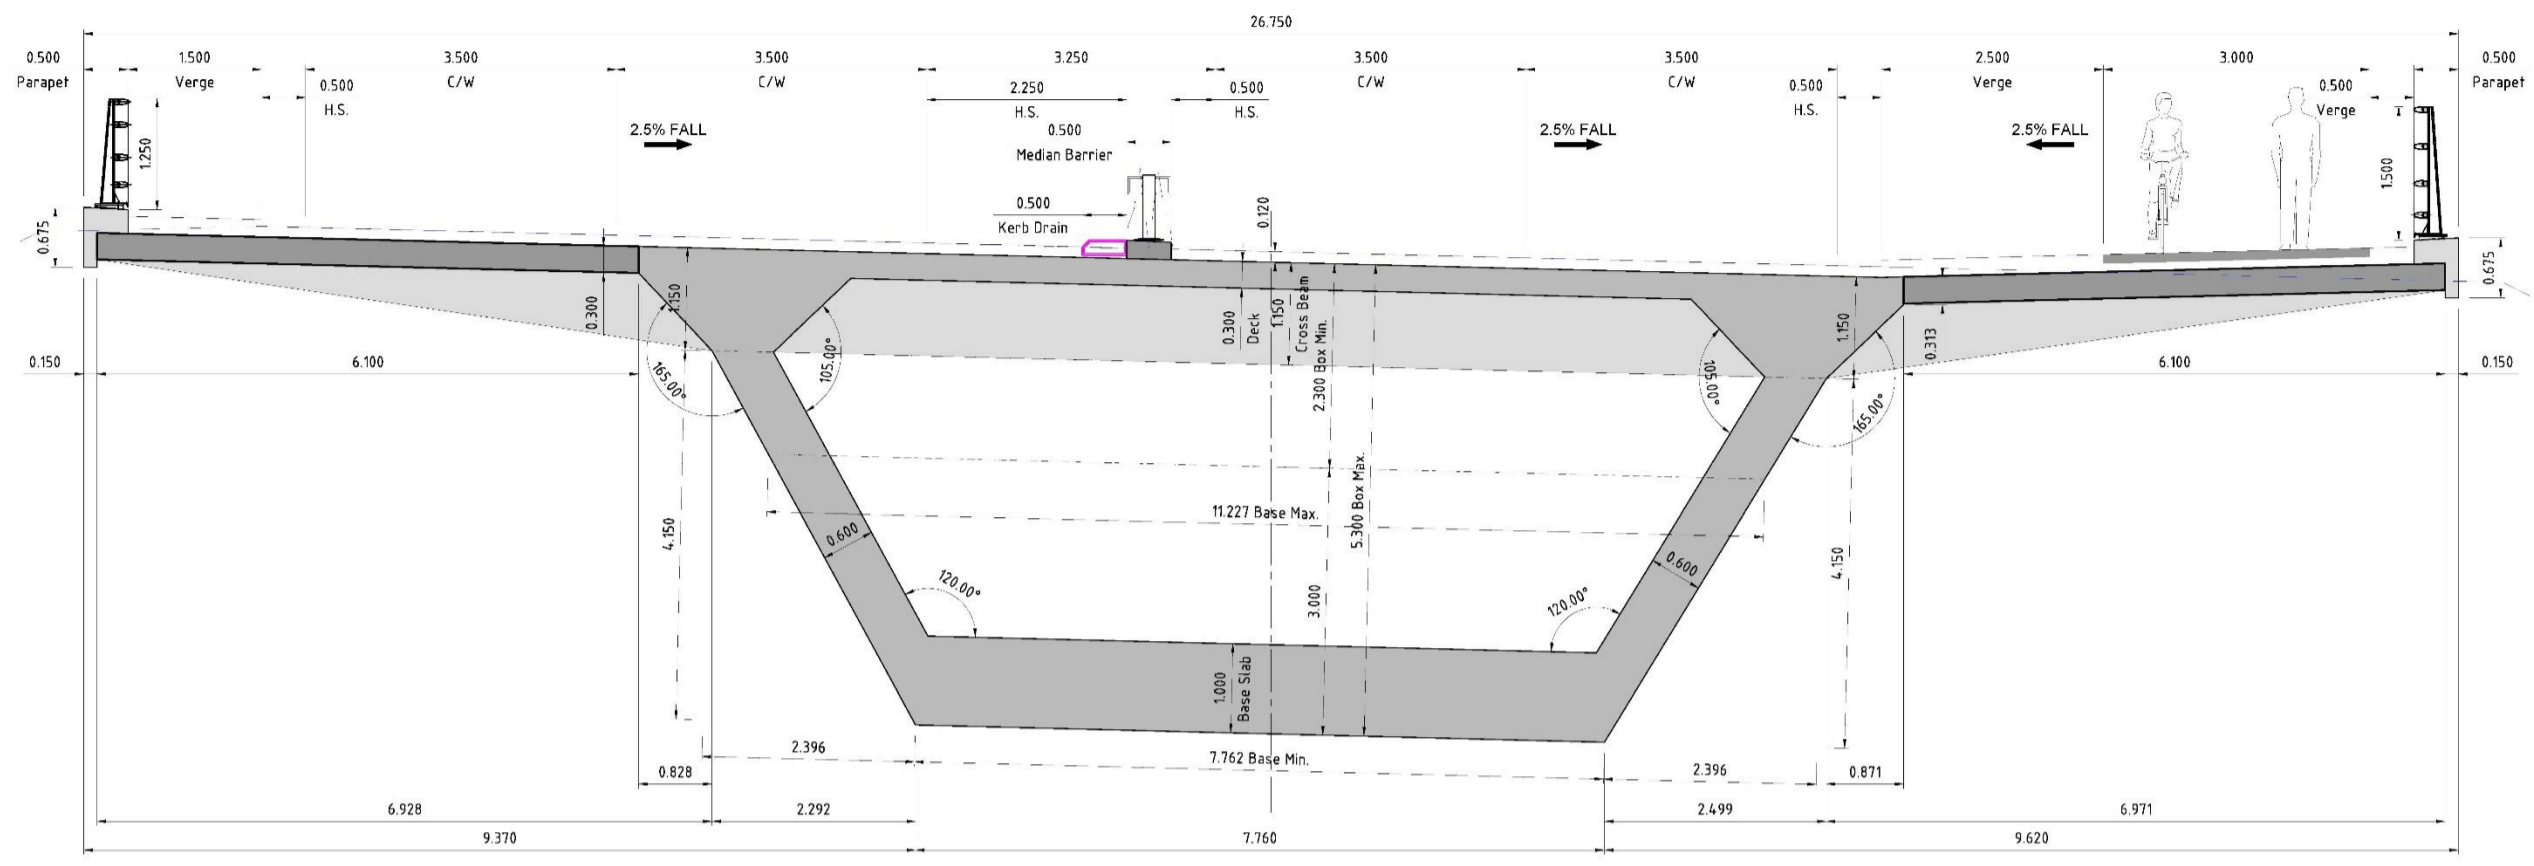 26.750
0.500
1.500
3.500
3.500
3.250
3.500
3.500
2.500
3.000
0.500
Parapet
Verge
0.500
H.S.
C/W
C/W
2.250
H.S.
0.500
H.S.
C/W
C/W
0.500
H.S.
Verge
0.500
Verge
Parapet
2.5% FALL
0.500
Median Barrier
2.5% FALL
2.5% FALL
1.250
1.500
0.500
Kerb Drain
0.120
0.675
0.675
0.300
1.150
0.300
Deck
1.150
Cross Beam
2.300 Box Min.
1.150
0.313
0.150
6.100
165.00°
105.00°
105.00°
165.00°
6.100
0.150
11.227 Base Max.
5.300 Box Max.
4.150
0.600
0.600
4.150
120.00°
3.000
120.00°
1.000
Base Slab
2.396
7.762 Base Min.
2.396
0.828
0.871
6.928
2.292
2.499
6.971
9.370
7.760
9.620